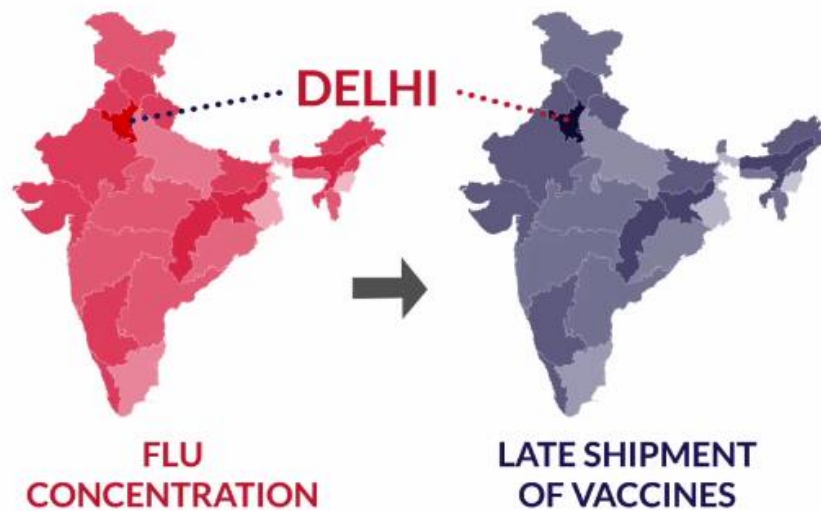 DELHI
FLU
CONCENTRATION
LATE SHIPMENT
OF VACCINES